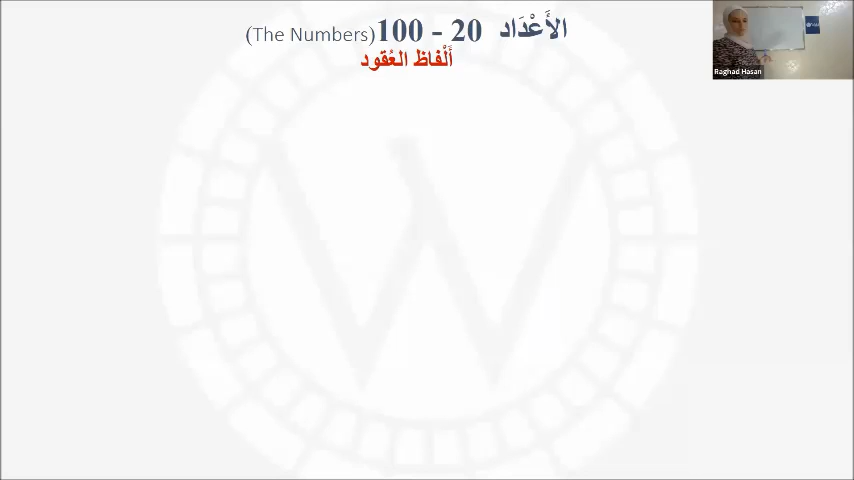 الأَعْدَاد 20 - 100(The Numbers)
أَلْفاظ العُقود
Raghad Hasan
W